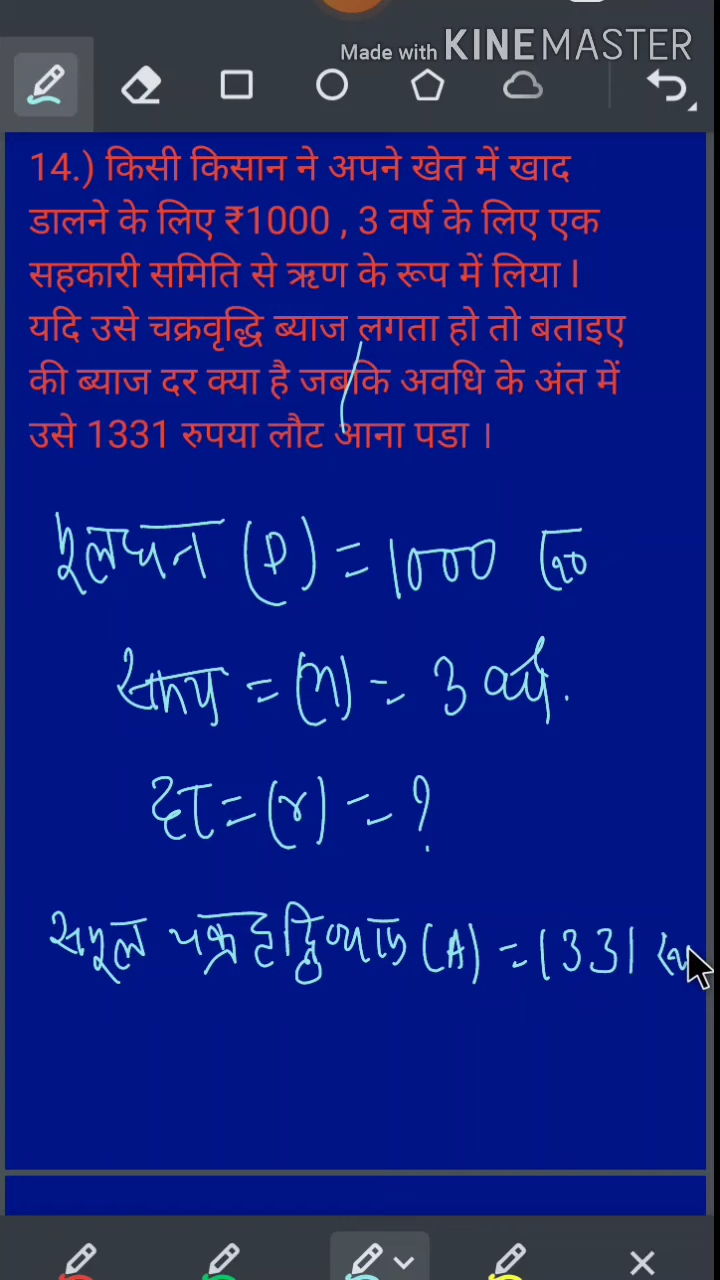 Made with KINEMASTER
14.) किसी किसान ने अपने खेत में खाद
डालने के लिए ₹1000 , 3 वर्ष के लिए एक
सहकारी समिति से ऋण के रूप में लिया l
यदि उसे चक्रवृद्धि ब्याज लगता हो तो बताइए
की ब्याज दर क्या है जबकि अवधि के अंत में
उसे 1331 रुपया लौट आना पडा ।
मूलधन (P) = 1000 रू०
समय = (n) = 3 वर्ष.
दर = (r) = ?
समूल चक्रवृद्धि ब्याज (A) = 1331